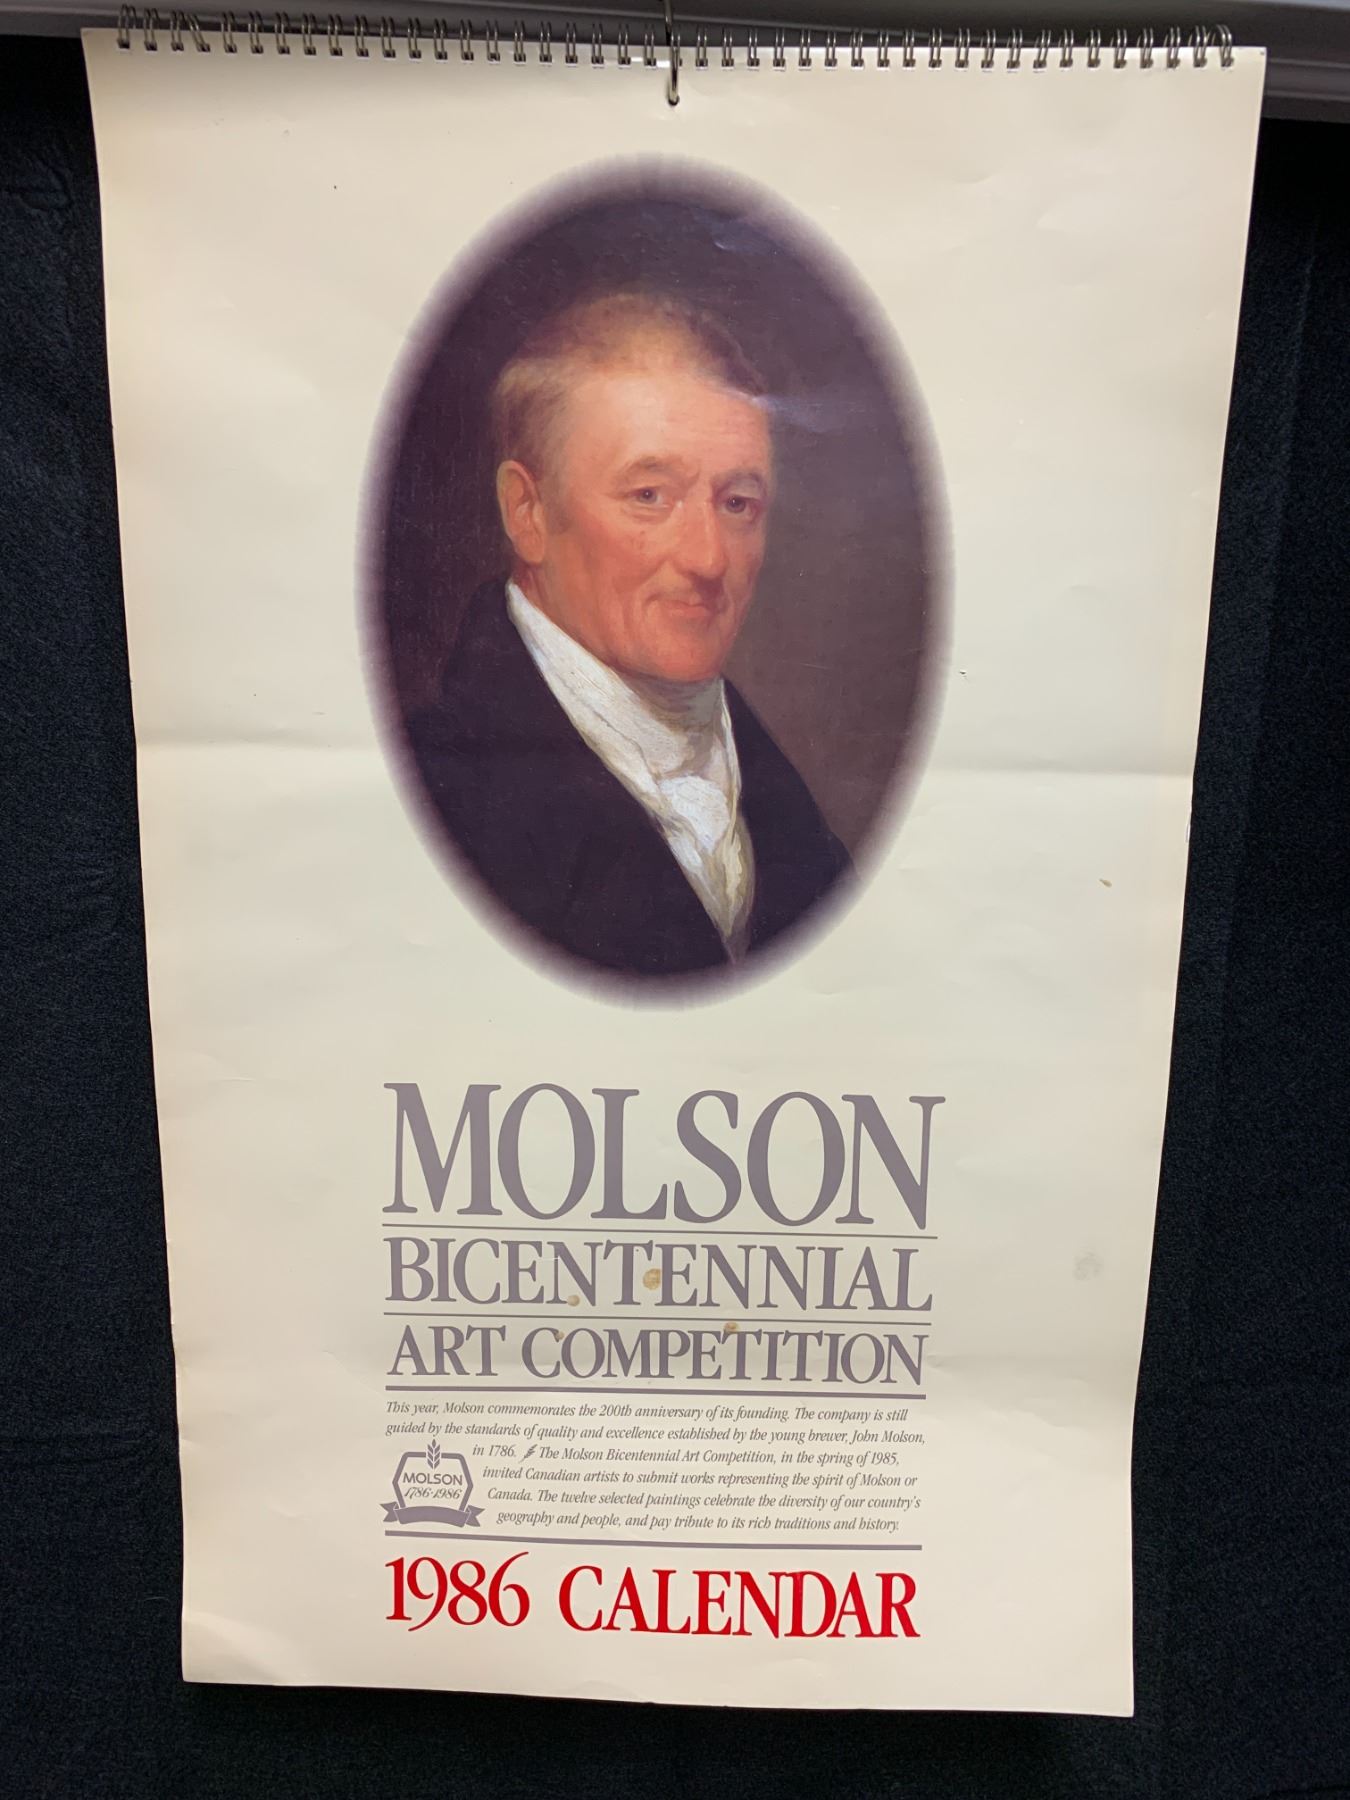 MOLSON
BICENTENNIAL
ART COMPETITION
This year, Molson commemorates the 200th anniversary of its founding. The company is still
guided by the standards of quality and excellence established by the young brewer, John Molson,
in 1786. The Molson Bicentennial Art Competition, in the spring of 1985,
invited Canadian artists to submit works representing the spirit of Molson or
Canada. The twelve selected paintings celebrate the diversity of our country's
geography and people, and pay tribute to its rich traditions and history.
MOLSON
1786-1986
1986 CALENDAR